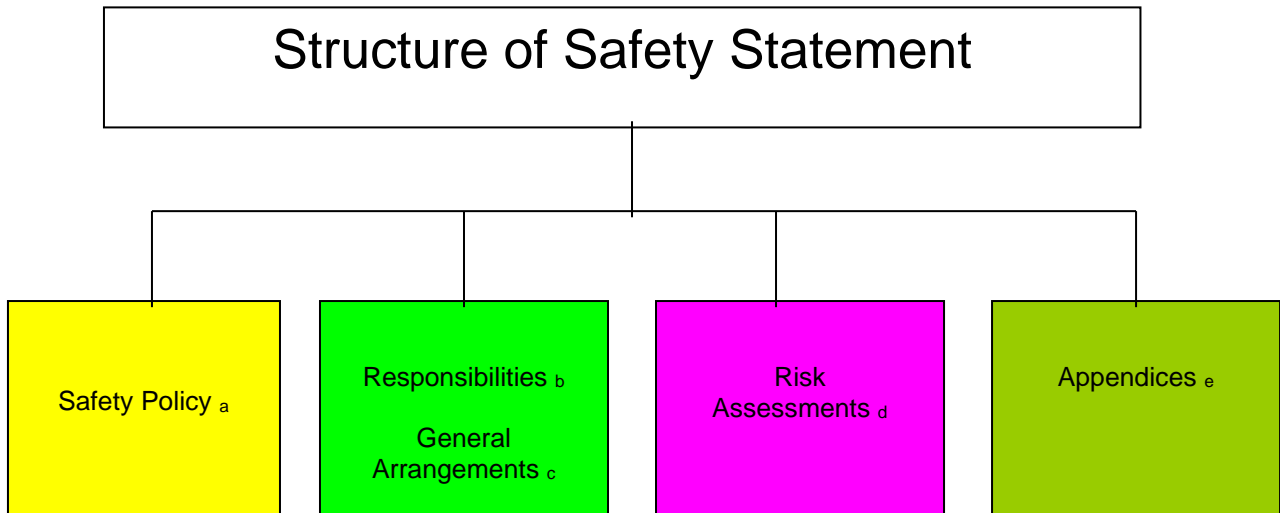 Structure of Safety Statement
Safety Policy a
Responsibilities b
General
Arrangements c
Risk
Assessments d
Appendices e